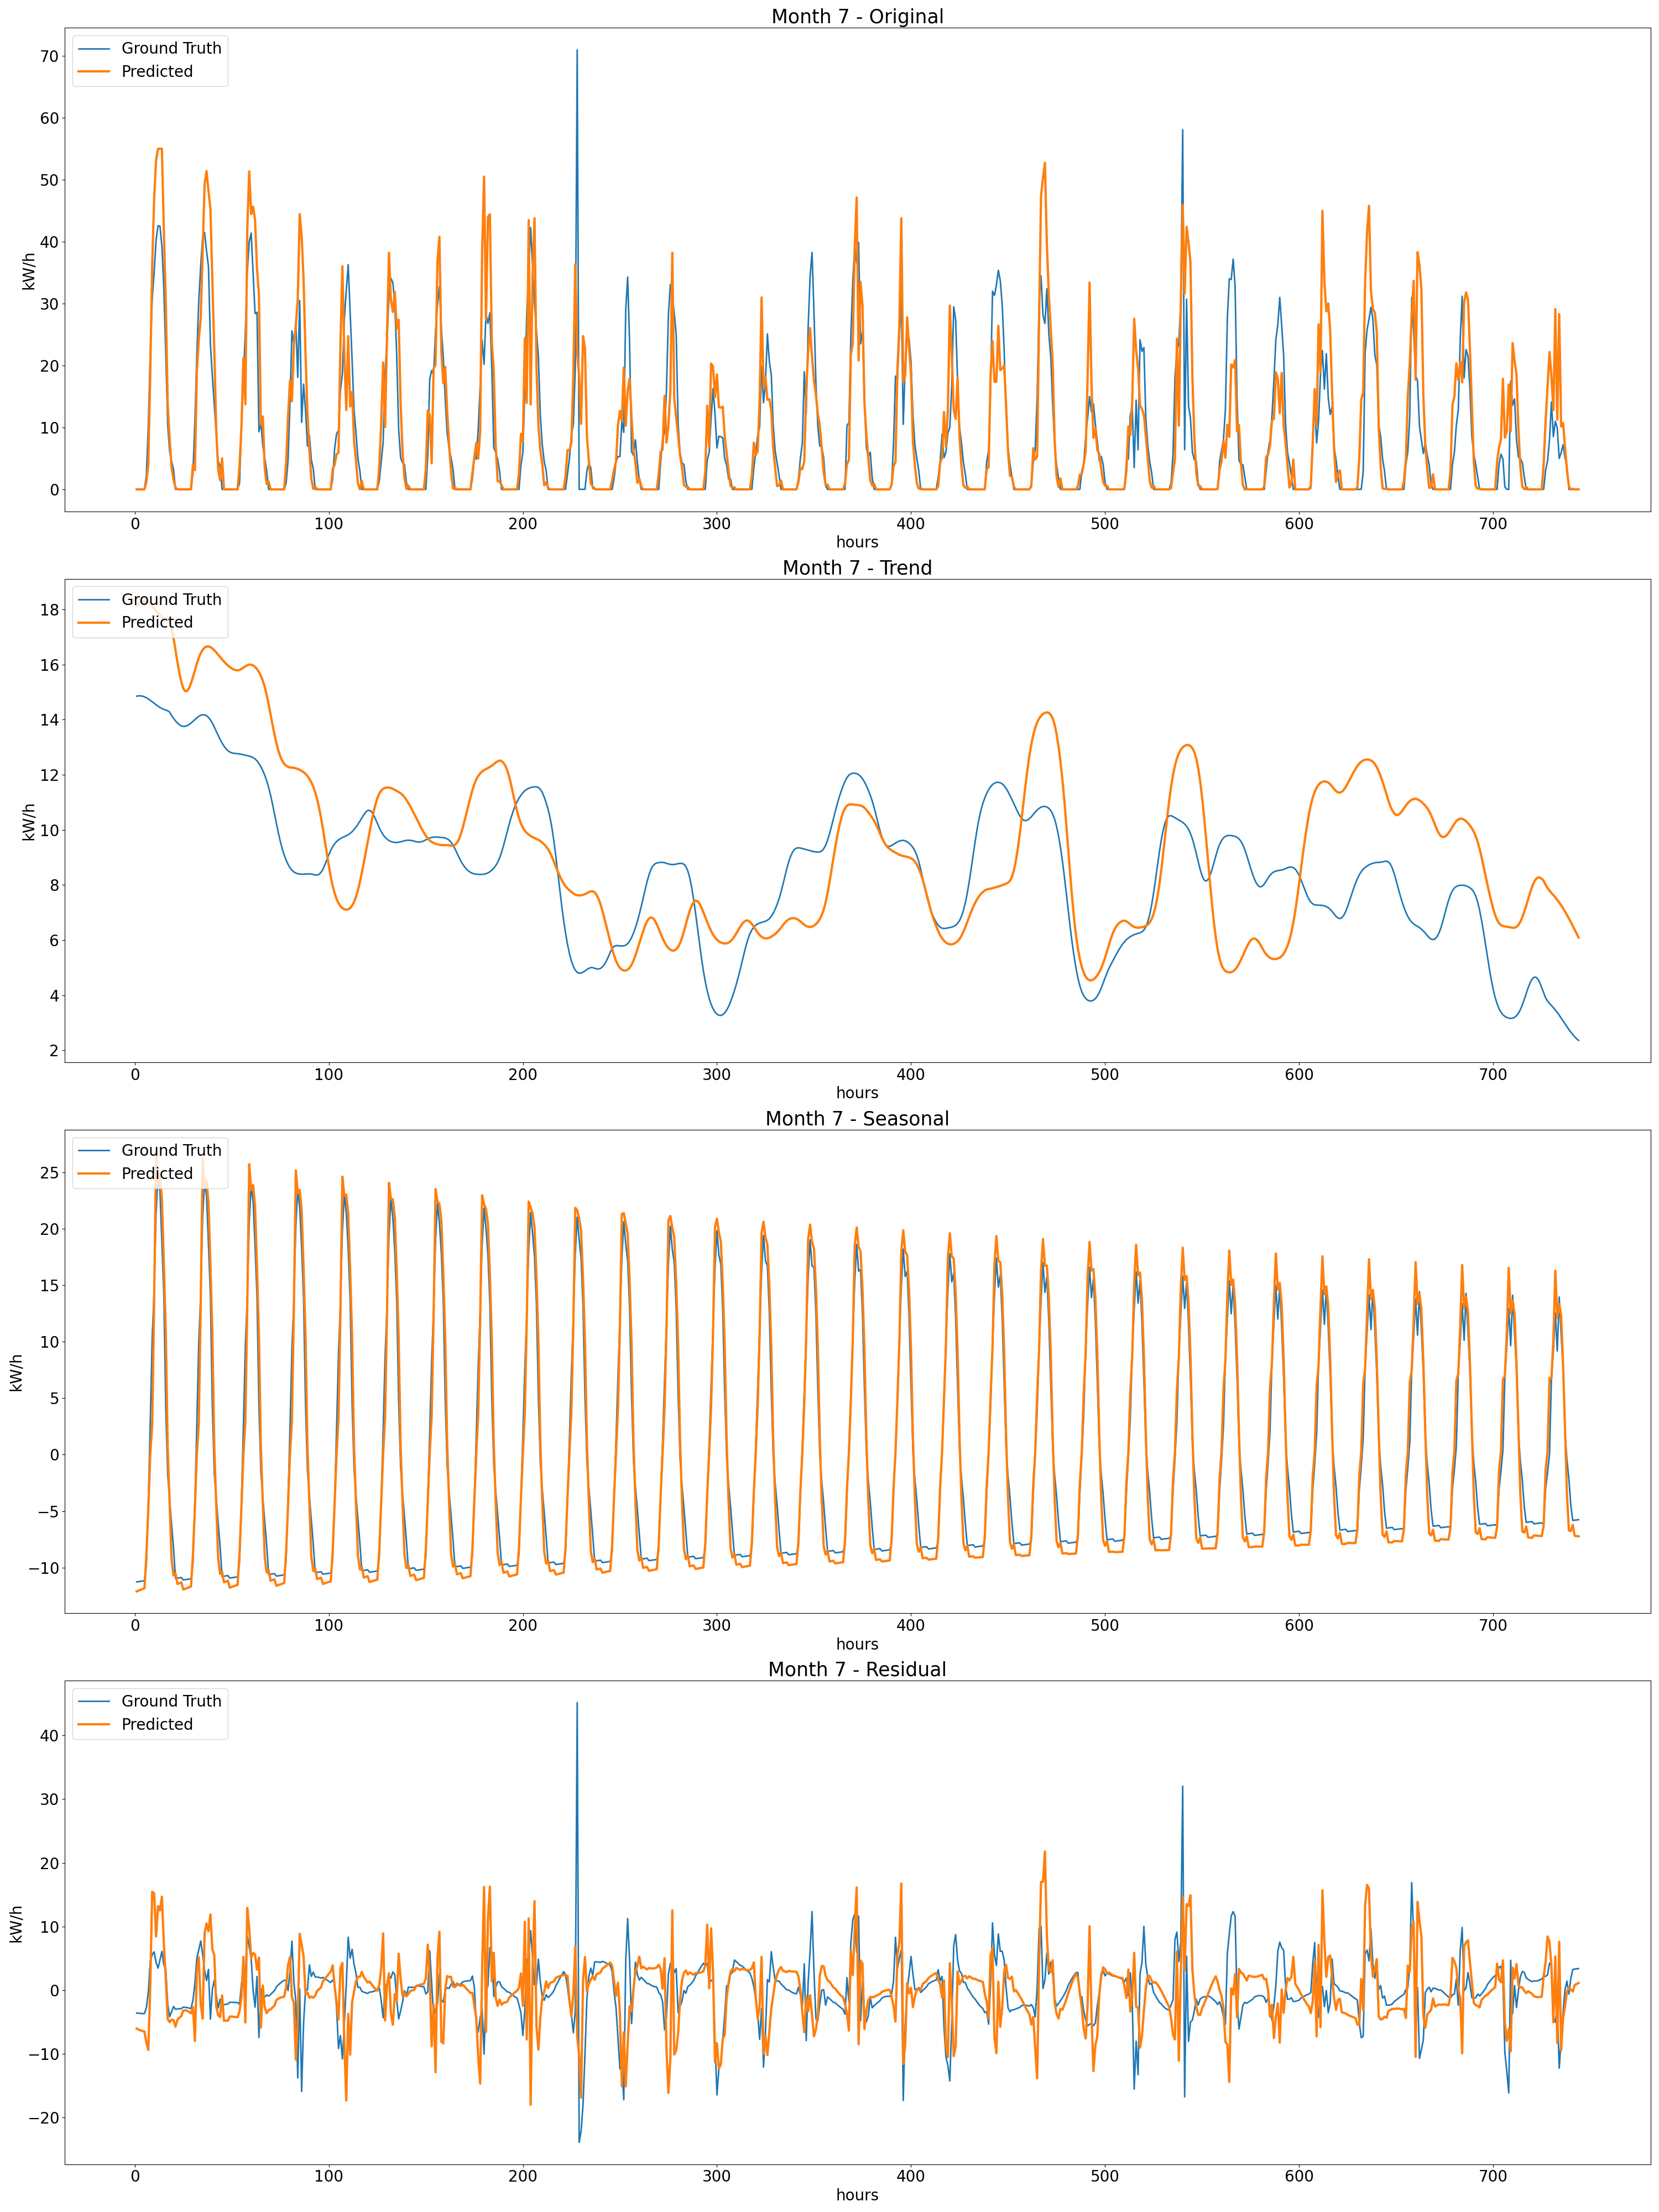 Month 7 - Original
Ground Truth
Predicted
kW/h
70
60
50
40
30
20
10
0
0 100 200 300 400 500 600 700
hours
Month 7 - Trend
Ground Truth
Predicted
kW/h
18
16
14
12
10
8
6
4
2
0 100 200 300 400 500 600 700
hours
Month 7 - Seasonal
Ground Truth
Predicted
kW/h
25
20
15
10
5
0
−5
−10
0 100 200 300 400 500 600 700
hours
Month 7 - Residual
Ground Truth
Predicted
kW/h
40
30
20
10
0
−10
−20
0 100 200 300 400 500 600 700
hours